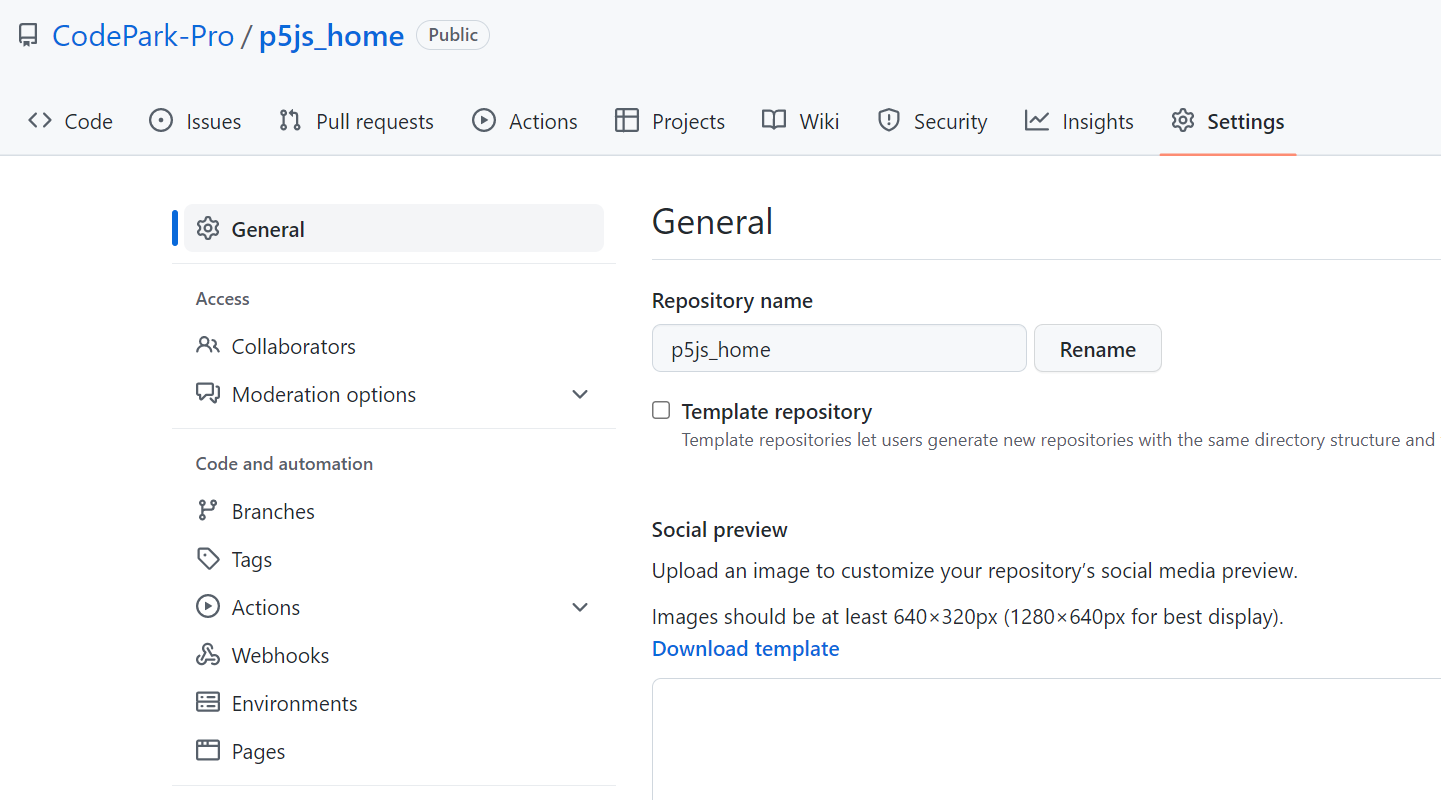 CodePark-Pro / p5js_home Public
Code Issues Pull requests Actions Projects Wiki Security Insights Settings
General
Access
Collaborators
Moderation options
Code and automation
Branches
Tags
Actions
Webhooks
Environments
Pages
General
Repository name
p5js_home Rename
Template repository
Template repositories let users generate new repositories with the same directory structure and
Social preview
Upload an image to customize your repository’s social media preview.
Images should be at least 640×320px (1280×640px for best display).
Download template